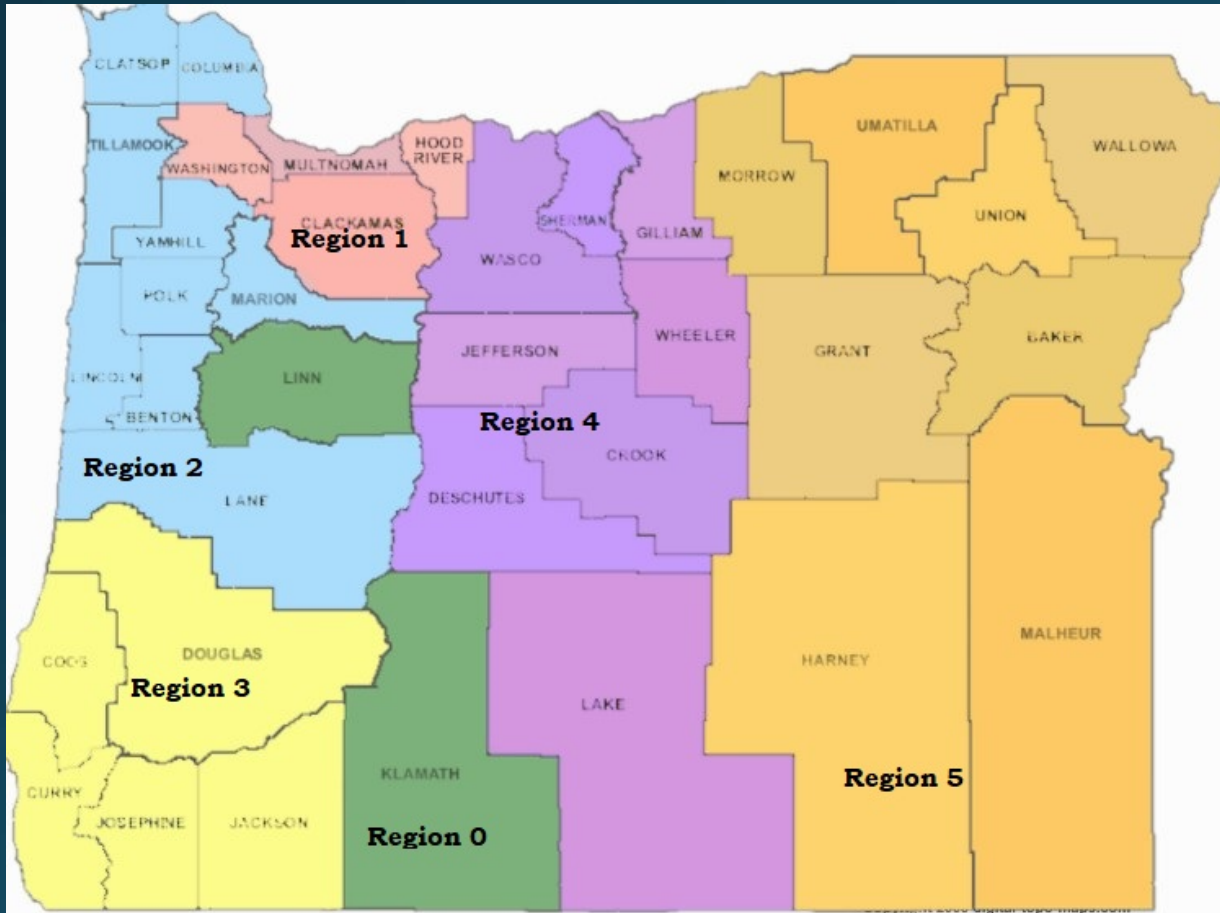 CLATSOP
COLUMBIA
TILLAMOOK
WASHINGTON
MULTNOMAH
HOOD
RIVER
CLACKAMAS
Region 1
YAMHILL
POLK
MARION
LINCOLN
BENTON
LINN
Region 2
LANE
WASCO
SHERMAN
GILLIAM
JEFFERSON
WHEELER
Region 4
CROOK
DESCHUTES
MORROW
UMATILLA
UNION
WALLOWA
GRANT
BAKER
COOS
DOUGLAS
Region 3
CURRY
JOSEPHINE
JACKSON
KLAMATH
Region 0
LAKE
HARNEY
MALHEUR
Region 5